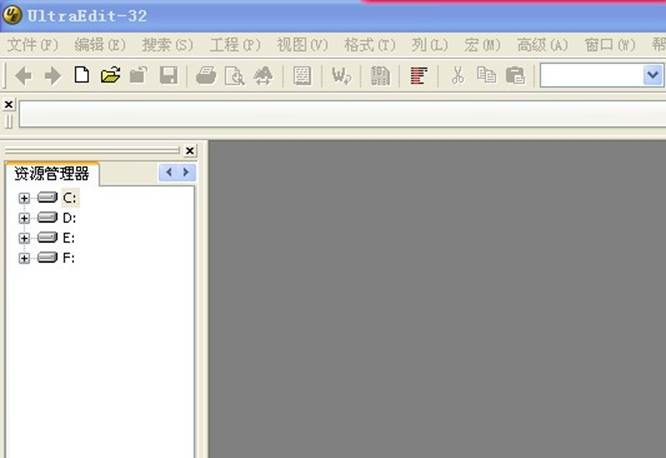 UltraEdit-32
文件(F) 编辑(E) 搜索(S) 工程(P) 视图(V) 格式(T) 列(L) 宏(M) 高级(A) 窗口(W)
资源管理器
C:
D:
E:
F: